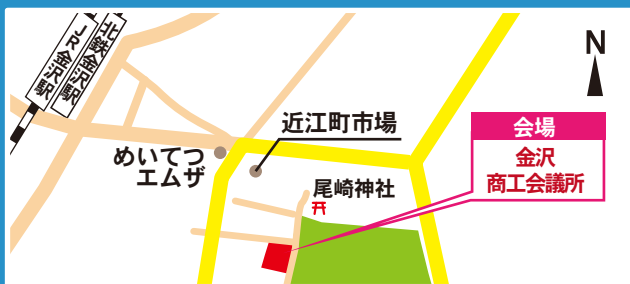 北鉄金沢駅
JR金沢駅
近江町市場
めいてつ
エムザ
尾崎神社
N
会場
金沢
商工会議所